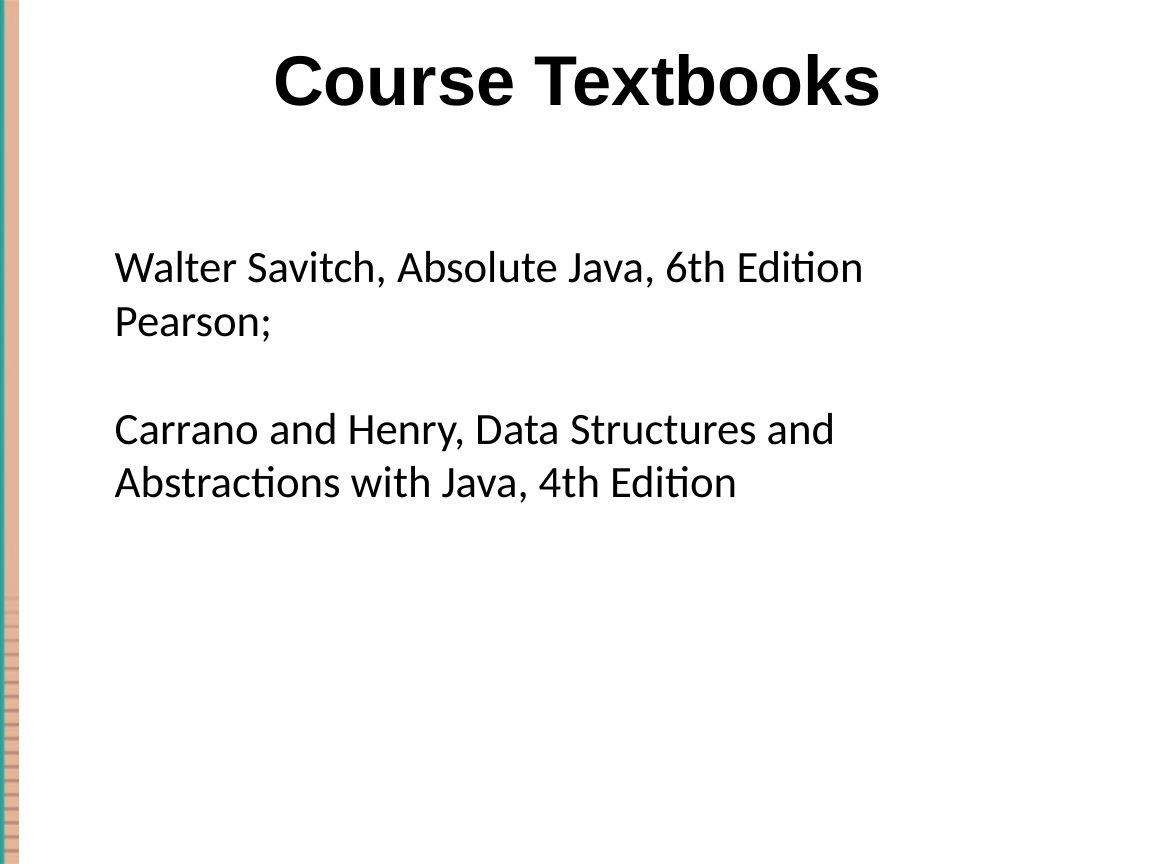 Course Textbooks
Walter Savitch, Absolute Java, 6th Edition
Pearson;
Carrano and Henry, Data Structures and
Abstractions with Java, 4th Edition